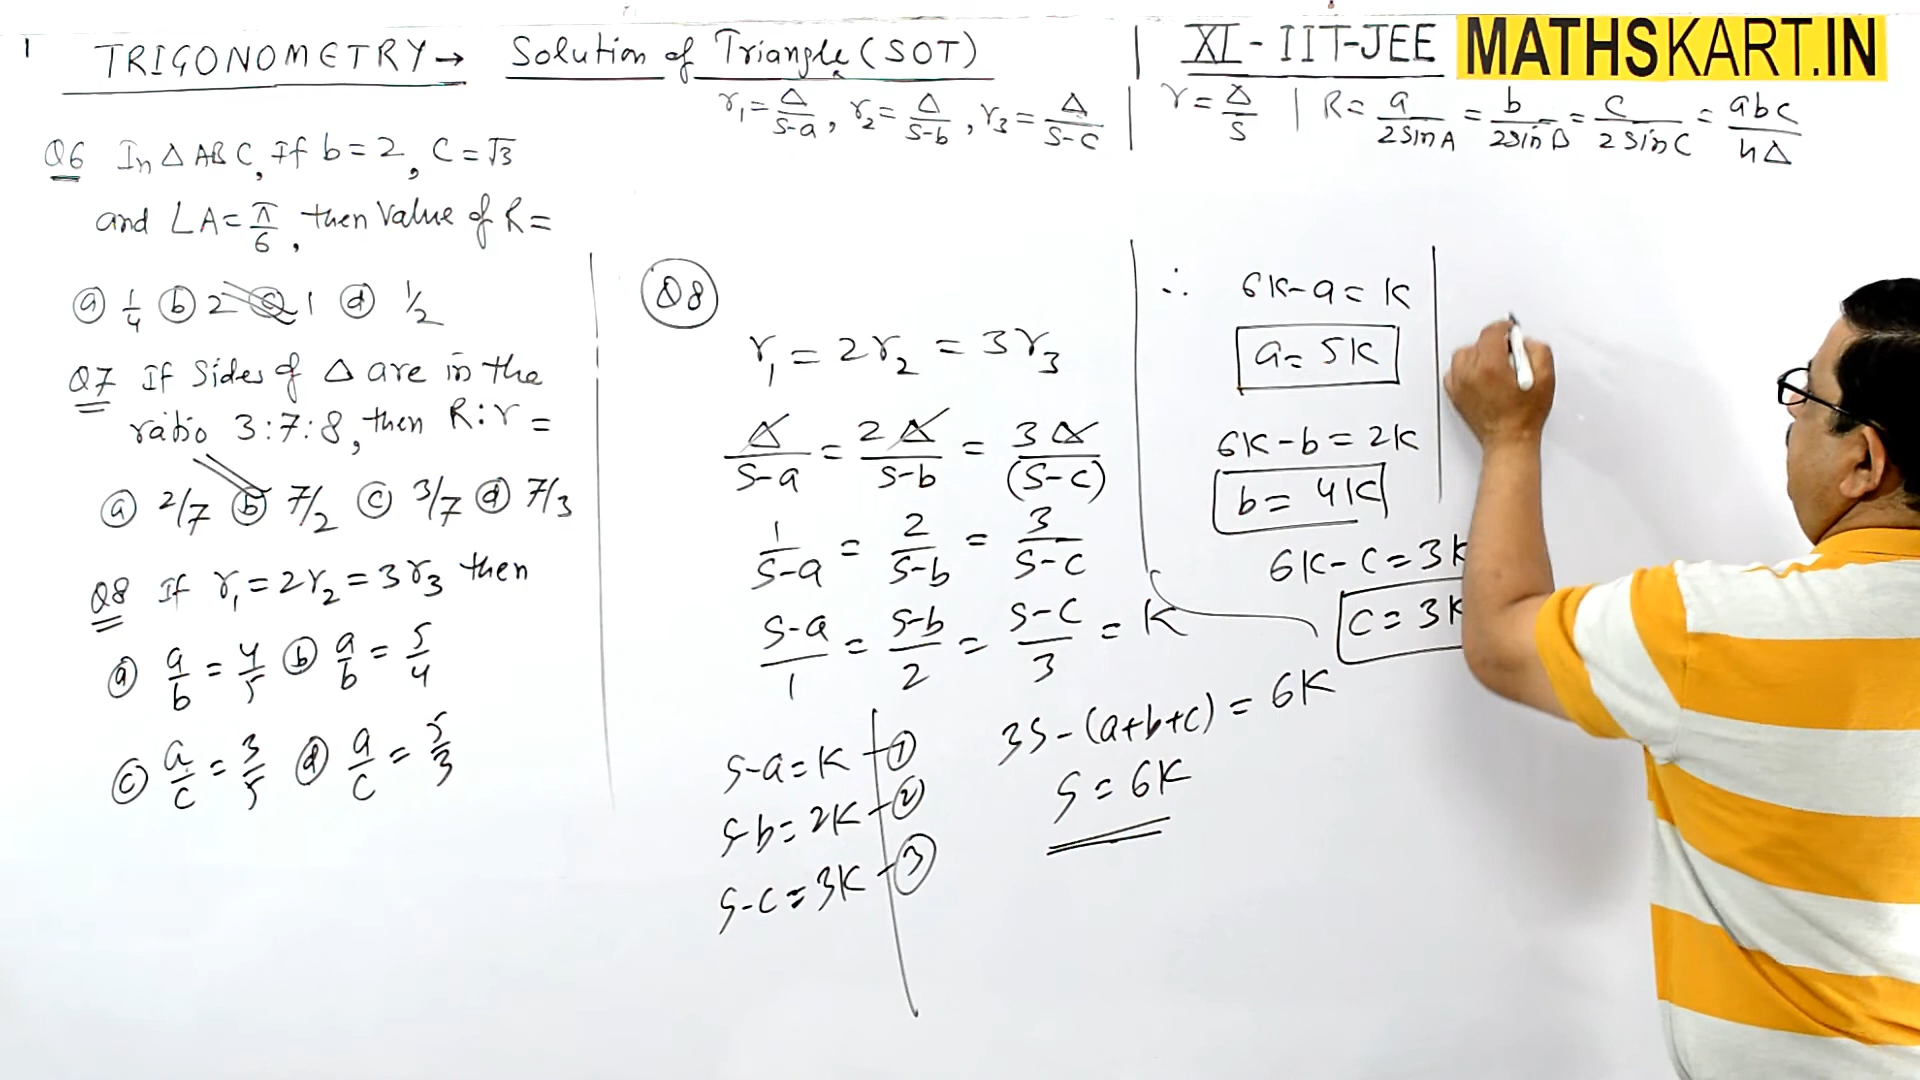 1
TRIGONOMETRY → Solution of Triangle (SOT) | XI - IIT-JEE MATHSKART.IN
r₁ = Δ/(S-a), r₂ = Δ/(S-b), r₃ = Δ/(S-c) | r = Δ/S | R = a/(2 sin A) = b/(2 sin B) = c/(2 sin C) = abc/4Δ
Q6 In Δ ABC, If b = 2, C = √3
and ∠A = π/6, then Value of R =
ⓐ 1/4 ⓑ 2 ⓒ 1 ⓓ 1/2
Q7 If Sides of Δ are in the
ratio 3:7:8, then R:r =
ⓐ 2/7 ⓑ 7/2 ⓒ 3/7 ⓓ 7/3
Q8 If r₁ = 2r₂ = 3r₃ then
ⓐ a/b = 4/5 ⓑ a/b = 5/4
ⓒ a/c = 3/5 ⓓ a/c = 5/3
Q8
r₁ = 2r₂ = 3r₃
Δ/(S-a) = 2Δ/(S-b) = 3Δ/(S-c)
1/(S-a) = 2/(S-b) = 3/(S-c)
(S-a)/1 = (S-b)/2 = (S-c)/3 = K
S-a = K - ①
S-b = 2K - ②
S-c = 3K - ③
3S - (a+b+c) = 6K
S = 6K
∴ 6K - a = K
a = 5K
6K - b = 2K
b = 4K
6K - c = 3K
c = 3K